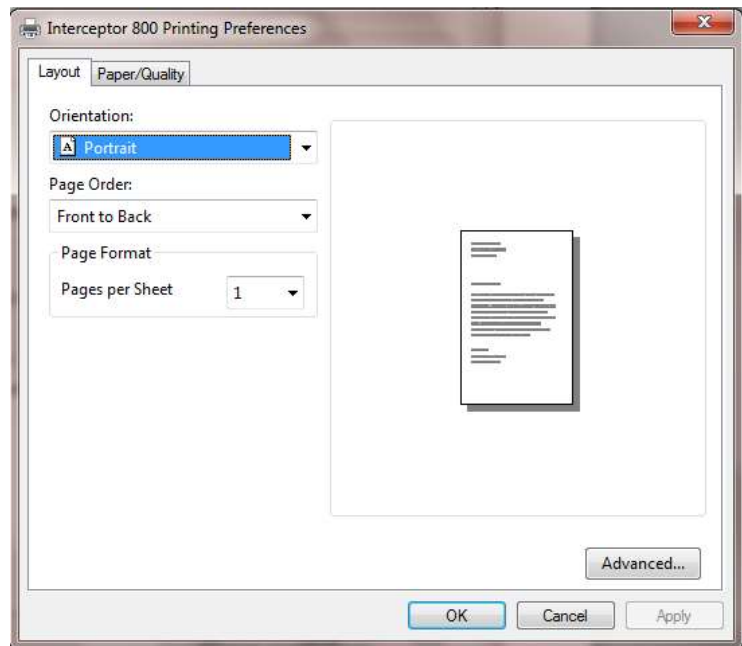 Interceptor 800 Printing Preferences
Layout Paper/Quality
Orientation:
A Portrait
Page Order:
Front to Back
Page Format
Pages per Sheet 1
Advanced...
OK Cancel Apply